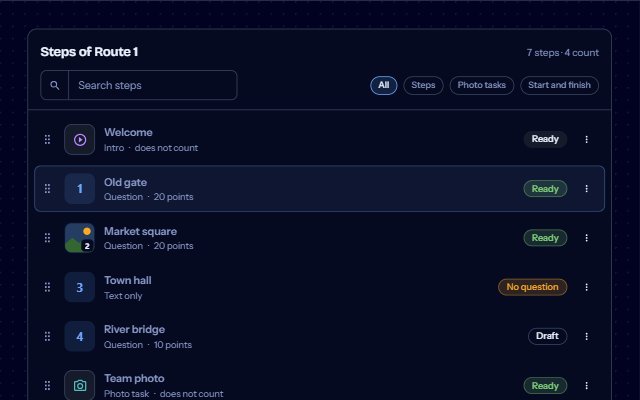 Steps of Route 1
7 steps · 4 count
Search steps
All
Steps
Photo tasks
Start and finish
Welcome
Intro · does not count
Ready
1
Old gate
Question · 20 points
Ready
2
Market square
Question · 20 points
Ready
3
Town hall
Text only
No question
4
River bridge
Question · 10 points
Draft
Team photo
Photo task · does not count
Ready